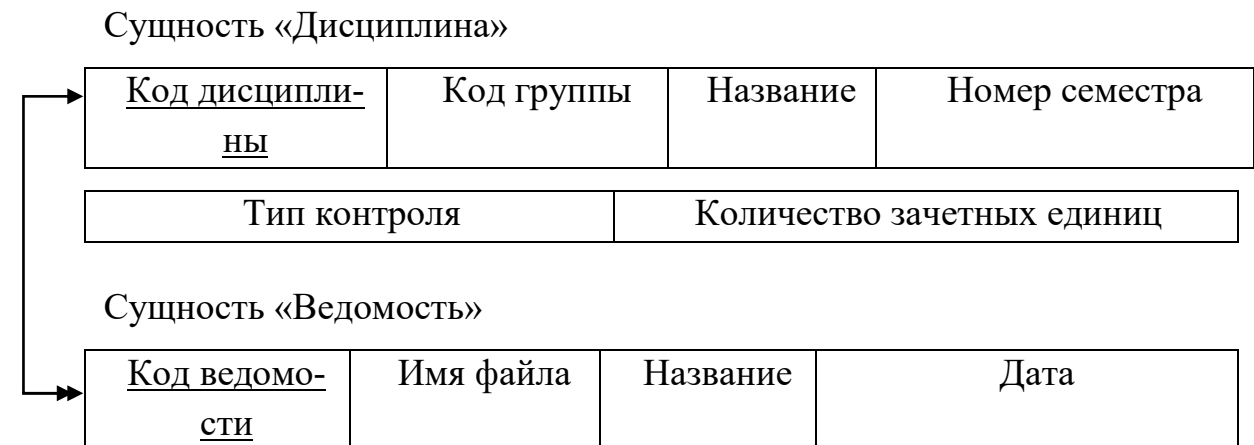 Сущность «Дисциплина»
Код дисципли- Код группы Название Номер семестра
ны
Тип контроля Количество зачетных единиц
Сущность «Ведомость»
Код ведомо- Имя файла Название Дата
сти